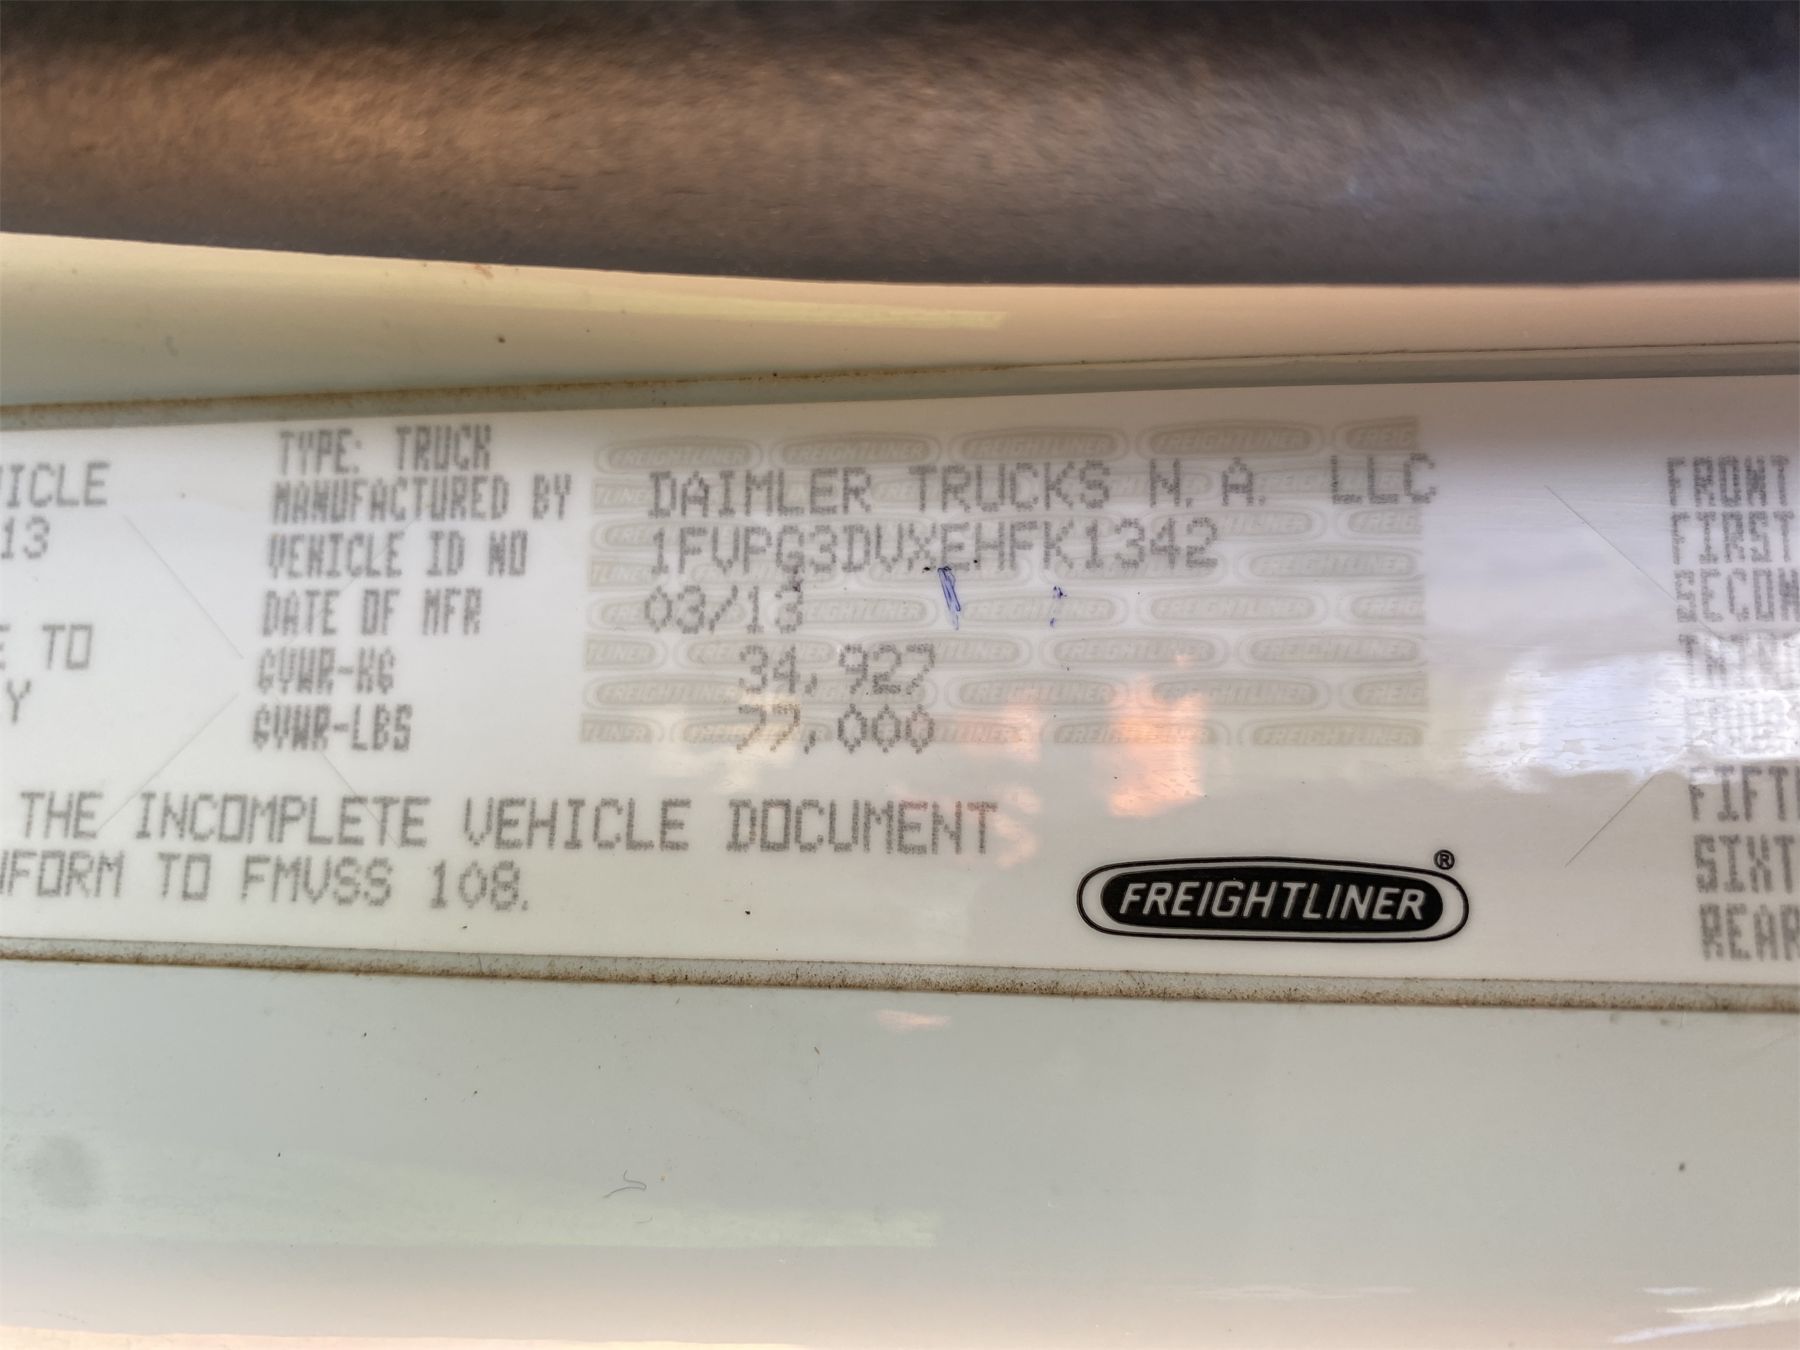 ICLE
13
E TO
Y
TYPE: TRUCK
MANUFACTURED BY DAIMLER TRUCKS N. A. LLC
VEHICLE ID NO 1FVPG3DVXEHFK1342
DATE OF MFR 03/13
GVWR-KG 34,927
GVWR-LBS 77,000
THE INCOMPLETE VEHICLE DOCUMENT
NFORM TO FMVSS 108.
FREIGHTLINER®
FRONT
FIRST
SECON
FIFT
SIXT
REAR